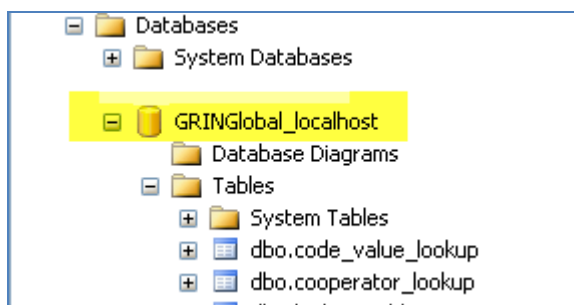 Databases
System Databases
GRINGlobal_localhost
Database Diagrams
Tables
System Tables
dbo.code_value_lookup
dbo.cooperator_lookup